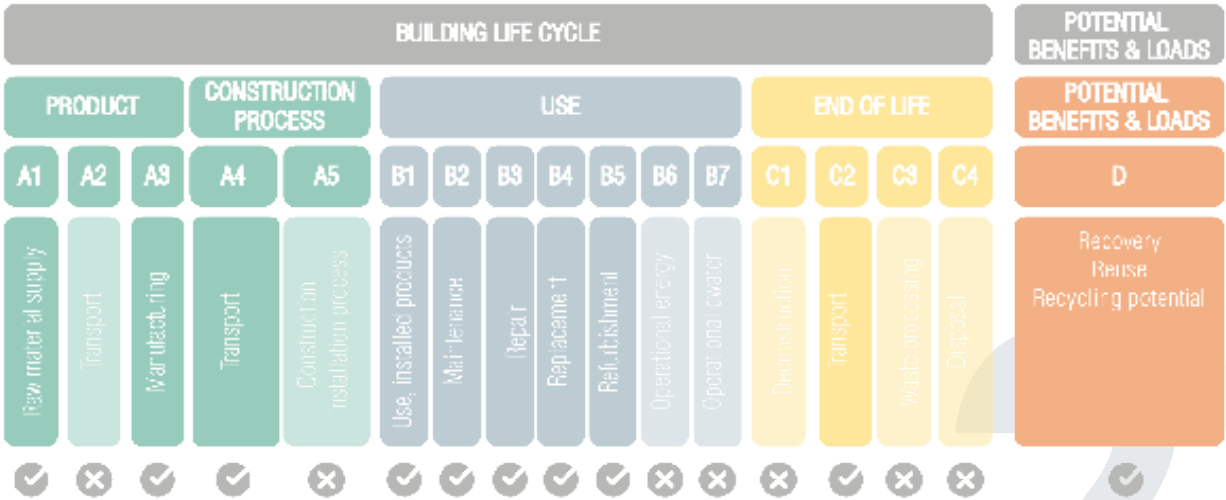 BUILDING LIFE CYCLE
POTENTIAL
BENEFITS & LOADS
PRODUCT
CONSTRUCTION
PROCESS
USE
END OF LIFE
POTENTIAL
BENEFITS & LOADS
A1
A2
A3
A4
A5
B1
B2
B3
B4
B5
B6
B7
C1
C2
C3
C4
D
Raw material supply
Transport
Manufacturing
Transport
Construction
installation process
Use, installed products
Maintenance
Repair
Replacement
Refurbishment
Operational energy
Operational water
Deconstruction
Transport
Waste processing
Disposal
Recovery
Reuse
Recycling potential